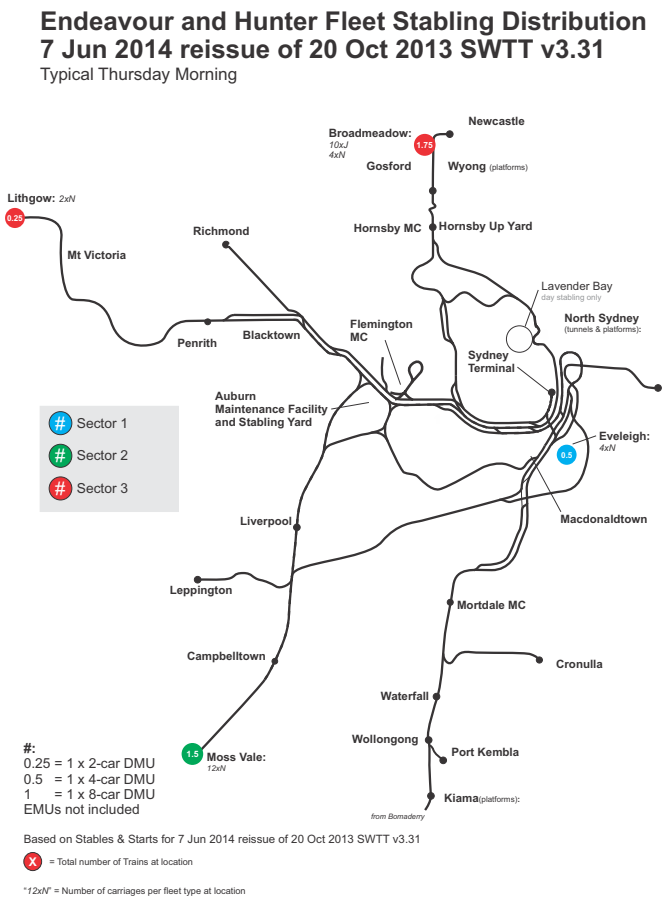 Endeavour and Hunter Fleet Stabling Distribution
7 Jun 2014 reissue of 20 Oct 2013 SWTT v3.31
Typical Thursday Morning
Newcastle
Broadmeadow:
10xJ
4xN
1.75
Gosford
Wyong (platforms)
Lithgow: 2xN
0.25
Mt Victoria
Richmond
Hornsby MC
Hornsby Up Yard
Lavender Bay
day stabling only
North Sydney
(tunnels & platforms):
Penrith
Blacktown
Flemington
MC
Sydney
Terminal
Auburn
Maintenance Facility
and Stabling Yard
# Sector 1
# Sector 2
# Sector 3
Eveleigh:
4xN
0.5
Macdonaldtown
Liverpool
Leppington
Mortdale MC
Campbelltown
Cronulla
Waterfall
Wollongong
Port Kembla
1.5
Moss Vale:
12xN
Kiama(platforms):
from Bomaderry
#:
0.25 = 1 x 2-car DMU
0.5 = 1 x 4-car DMU
1 = 1 x 8-car DMU
EMUs not included
Based on Stables & Starts for 7 Jun 2014 reissue of 20 Oct 2013 SWTT v3.31
X = Total number of Trains at location
"12xN" = Number of carriages per fleet type at location